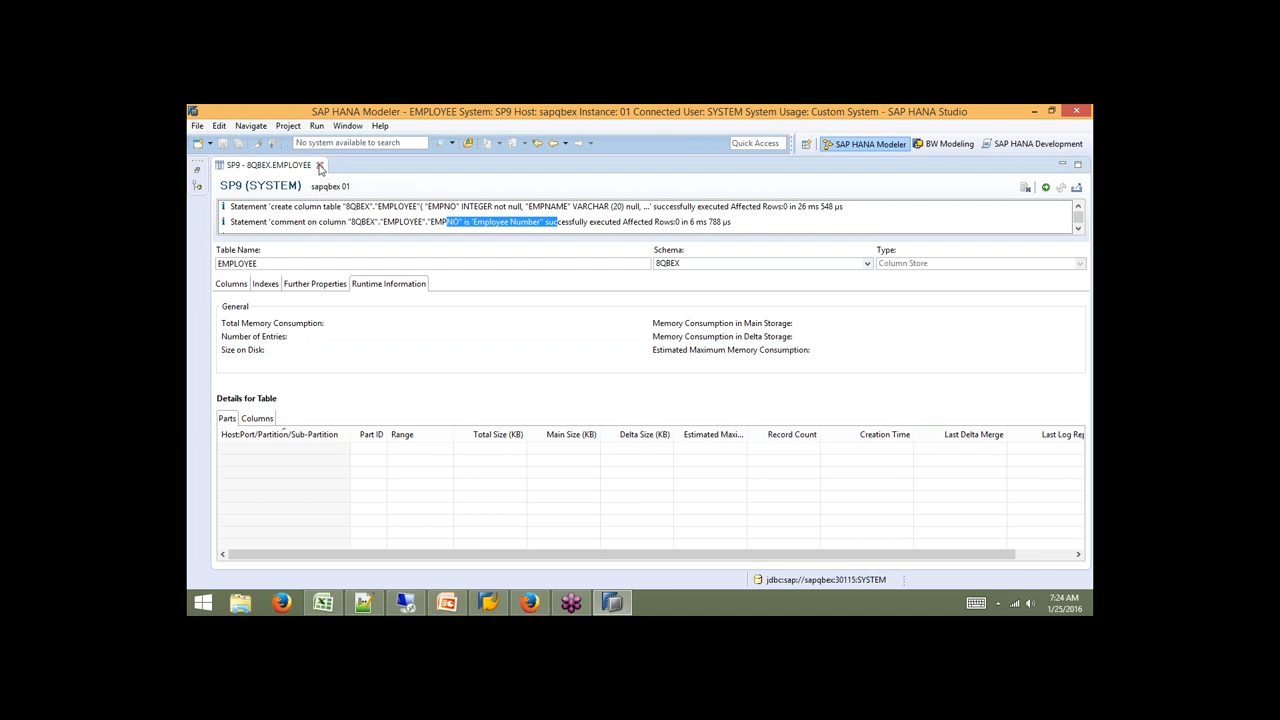 SAP HANA Modeler - EMPLOYEE System: SP9 Host: sapqbex Instance: 01 Connected User: SYSTEM System Usage: Custom System - SAP HANA Studio
File Edit Navigate Project Run Window Help
No system available to search Quick Access SAP HANA Modeler BW Modeling SAP HANA Development
SP9 - 8QBEX.EMPLOYEE
SP9 (SYSTEM) sapqbex 01
Statement 'create column table "8QBEX"."EMPLOYEE"( "EMPNO" INTEGER not null, "EMPNAME" VARCHAR (20) null, ...' successfully executed Affected Rows:0 in 26 ms 548 µs
Statement 'comment on column "8QBEX"."EMPLOYEE"."EMPNO" is 'Employee Number'' successfully executed Affected Rows:0 in 6 ms 788 µs
Table Name: Schema: Type:
EMPLOYEE 8QBEX Column Store
Columns Indexes Further Properties Runtime Information
General
Total Memory Consumption: Memory Consumption in Main Storage:
Number of Entries: Memory Consumption in Delta Storage:
Size on Disk: Estimated Maximum Memory Consumption:
Details for Table
Parts Columns
Host:Port/Partition/Sub-Partition Part ID Range Total Size (KB) Main Size (KB) Delta Size (KB) Estimated Maxi... Record Count Creation Time Last Delta Merge Last Log Rep
jdbc:sap://sapqbex:30115:SYSTEM
7:24 AM
1/25/2016